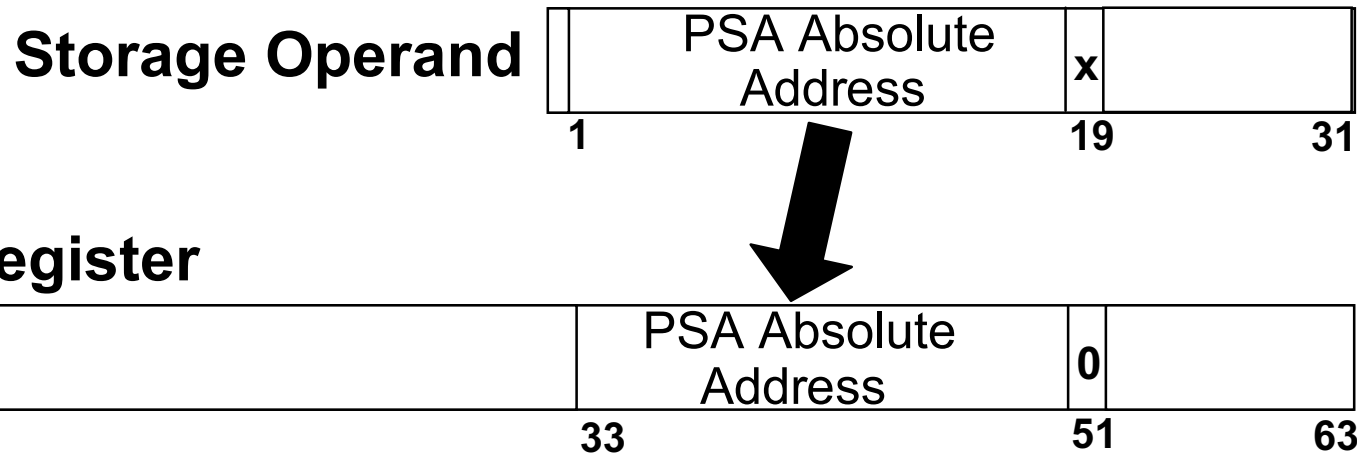 Storage Operand
PSA Absolute
Address
x
1
19
31
egister
PSA Absolute
Address
0
33
51
63